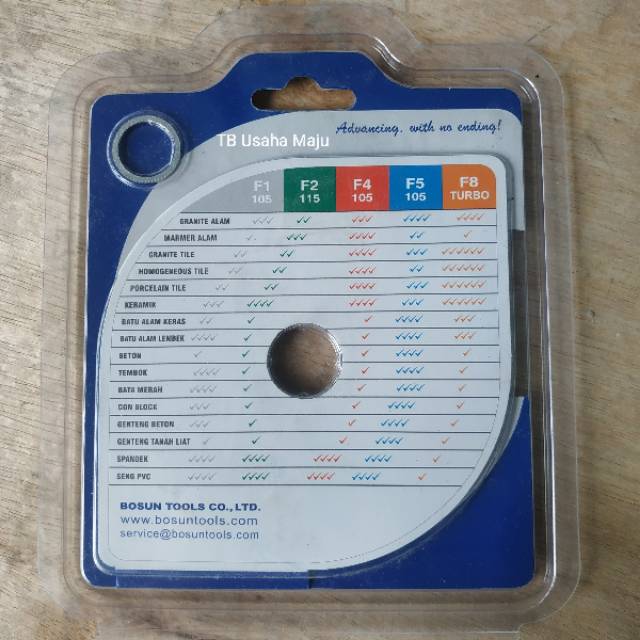 Advancing, with no ending!
TB Usaha Maju
F1 F2 F4 F5 F8
105 115 105 105 TURBO
GRANITE ALAM ✓✓✓ ✓✓ ✓✓✓ ✓✓✓✓ ✓✓✓✓
MARMER ALAM ✓ ✓✓✓ ✓✓✓✓ ✓✓ ✓
GRANITE TILE ✓✓ ✓✓ ✓✓✓✓ ✓✓✓ ✓✓✓✓✓✓
HOMOGENEOUS TILE ✓✓ ✓✓ ✓✓✓✓ ✓✓✓ ✓✓✓✓✓✓
PORCELAIN TILE ✓✓ ✓✓ ✓✓✓✓ ✓✓✓ ✓✓✓✓✓✓
KERAMIK ✓✓✓ ✓✓✓✓ ✓✓✓✓ ✓✓✓ ✓✓✓✓✓✓
BATU ALAM KERAS ✓✓ ✓ ✓ ✓✓✓✓ ✓✓✓
BATU ALAM LENDEK ✓✓✓✓ ✓ ✓ ✓✓✓✓ ✓✓✓
BETON ✓ ✓ ✓ ✓✓✓✓ ✓
TEMBOK ✓✓✓✓ ✓ ✓ ✓✓✓✓ ✓
BATA MERAH ✓✓✓✓ ✓ ✓ ✓✓✓✓ ✓
CON BLOCK ✓✓✓ ✓ ✓ ✓✓✓✓ ✓
GENTENG BETON ✓✓✓ ✓ ✓ ✓✓✓✓ ✓
GENTENG TANAH LIAT ✓ ✓ ✓ ✓✓✓✓ ✓
SPANDEK ✓✓✓✓ ✓✓✓✓ ✓✓✓✓ ✓✓✓✓ ✓
SENG PVC ✓✓✓✓ ✓✓✓✓ ✓✓✓✓ ✓✓✓✓ ✓
BOSUN TOOLS CO., LTD.
www.bosuntools.com
service@bosuntools.com